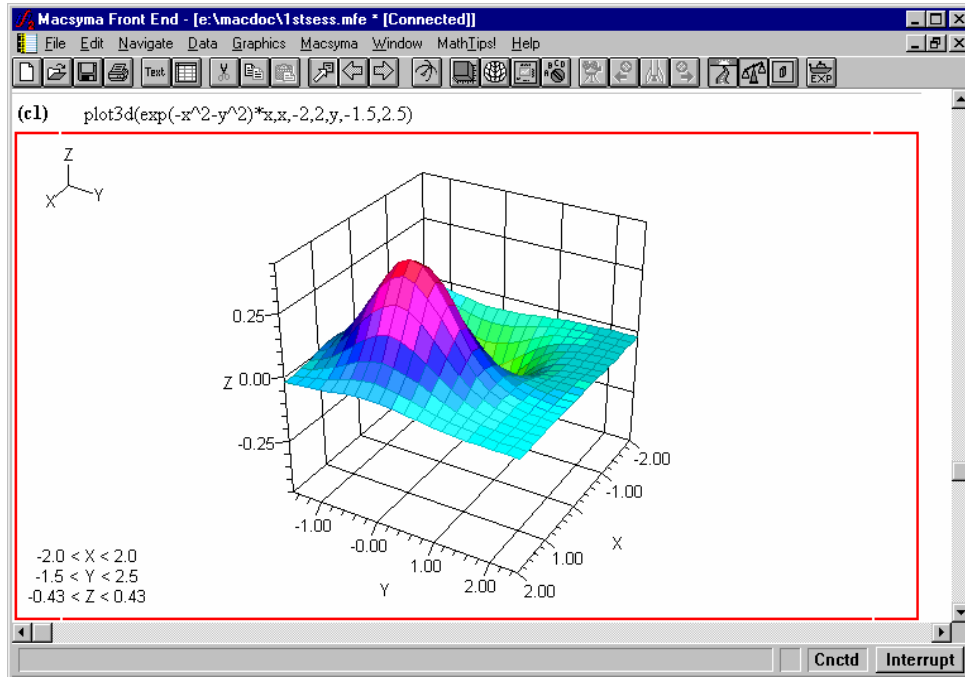 Macsyma Front End - [e:\macdoc\1stsess.mfe * [Connected]]
File Edit Navigate Data Graphics Macsyma Window MathTips! Help
Text
EXP
(c1) plot3d(exp(-x^2-y^2)*x,x,-2,2,y,-1.5,2.5)
Z
X
Y
0.25
Z 0.00
-0.25
-2.00
-1.00
X
1.00
2.00
-1.00
-0.00
1.00
2.00
Y
-2.0 < X < 2.0
-1.5 < Y < 2.5
-0.43 < Z < 0.43
Cnctd Interrupt